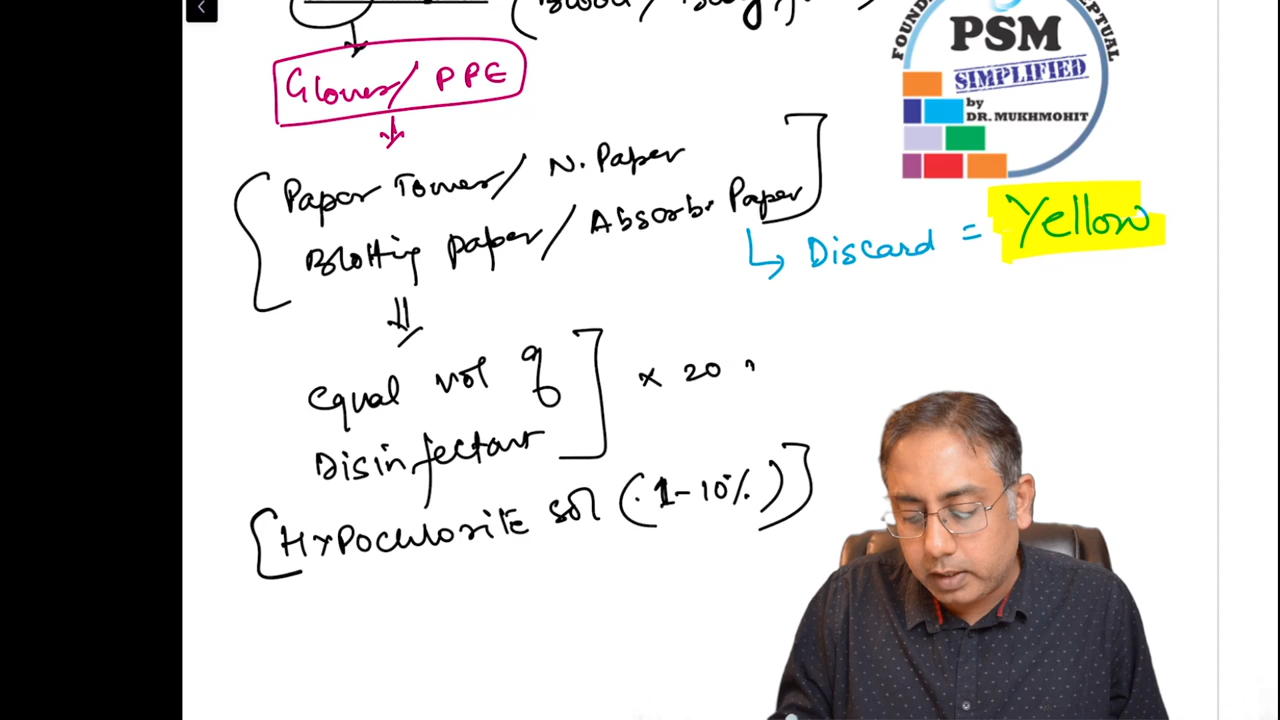 (Blood /
Gloves / PPE
Paper Towel / N. Paper
Blotting paper / Absorb. Paper
Discard = Yellow
Equal vol of
Disinfectant
x 20
[Hypochlorite sol (.1-10%)]
PSM
SIMPLIFIED
by
DR. MUKHMOHIT